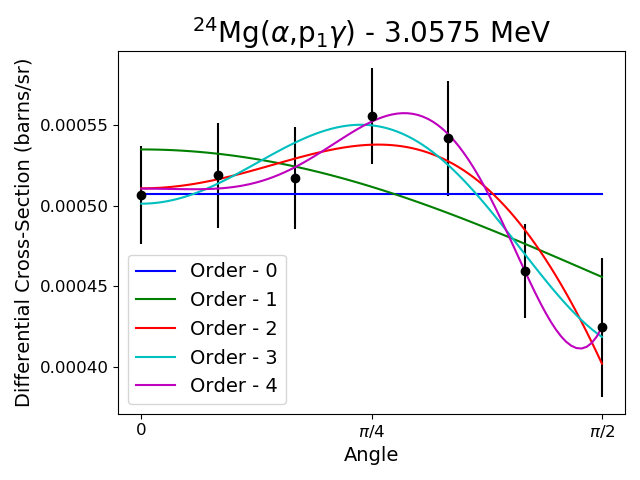 ²⁴Mg(α,p₁γ) - 3.0575 MeV
Differential Cross-Section (barns/sr)
0.00055
0.00050
0.00045
0.00040
Order - 0
Order - 1
Order - 2
Order - 3
Order - 4
0 π/4 π/2
Angle